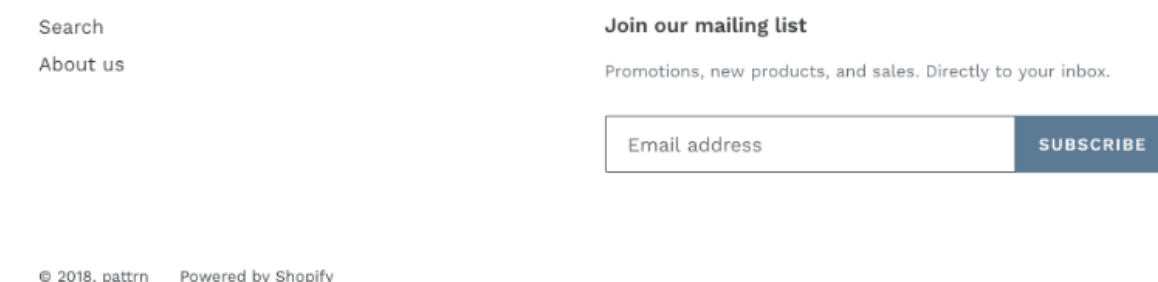 Search
About us
Join our mailing list
Promotions, new products, and sales. Directly to your inbox.
Email address
SUBSCRIBE
© 2018, pattrn
Powered by Shopify